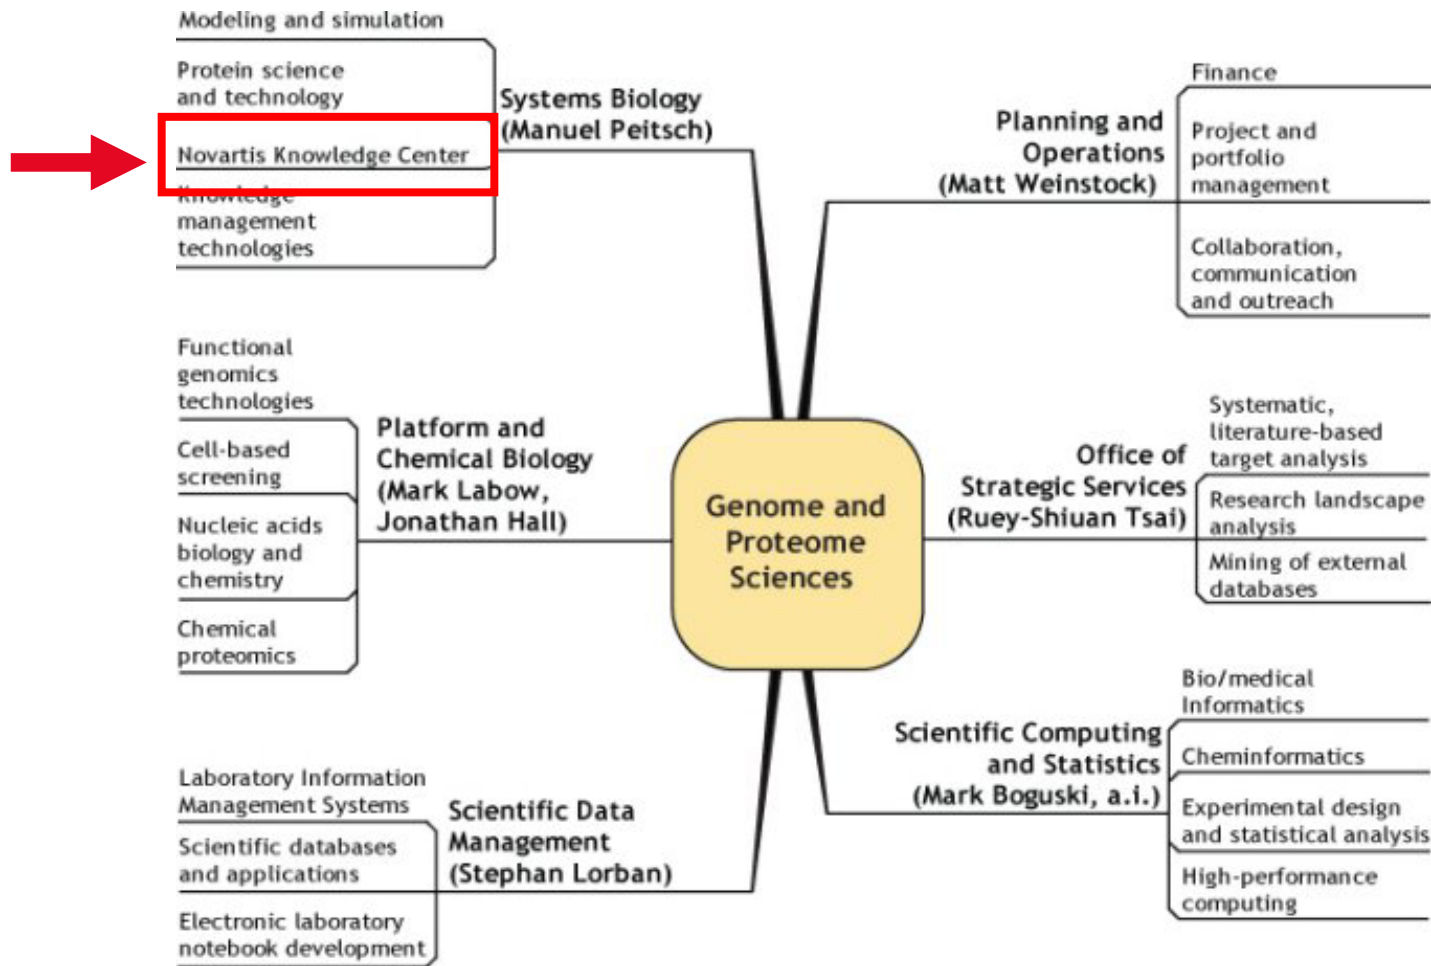 Modeling and simulation
Protein science
and technology
Novartis Knowledge Center
Knowledge
management
technologies
Systems Biology
(Manuel Peitsch)
Functional
genomics
technologies
Cell-based
screening
Nucleic acids
biology and
chemistry
Chemical
proteomics
Platform and
Chemical Biology
(Mark Labow,
Jonathan Hall)
Laboratory Information
Management Systems
Scientific databases
and applications
Electronic laboratory
notebook development
Scientific Data
Management
(Stephan Lorban)
Genome and
Proteome
Sciences
Planning and
Operations
(Matt Weinstock)
Finance
Project and
portfolio
management
Collaboration,
communication
and outreach
Office of
Strategic Services
(Ruey-Shiuan Tsai)
Systematic,
literature-based
target analysis
Research landscape
analysis
Mining of external
databases
Scientific Computing
and Statistics
(Mark Boguski, a.i.)
Bio/medical
Informatics
Cheminformatics
Experimental design
and statistical analysis
High-performance
computing